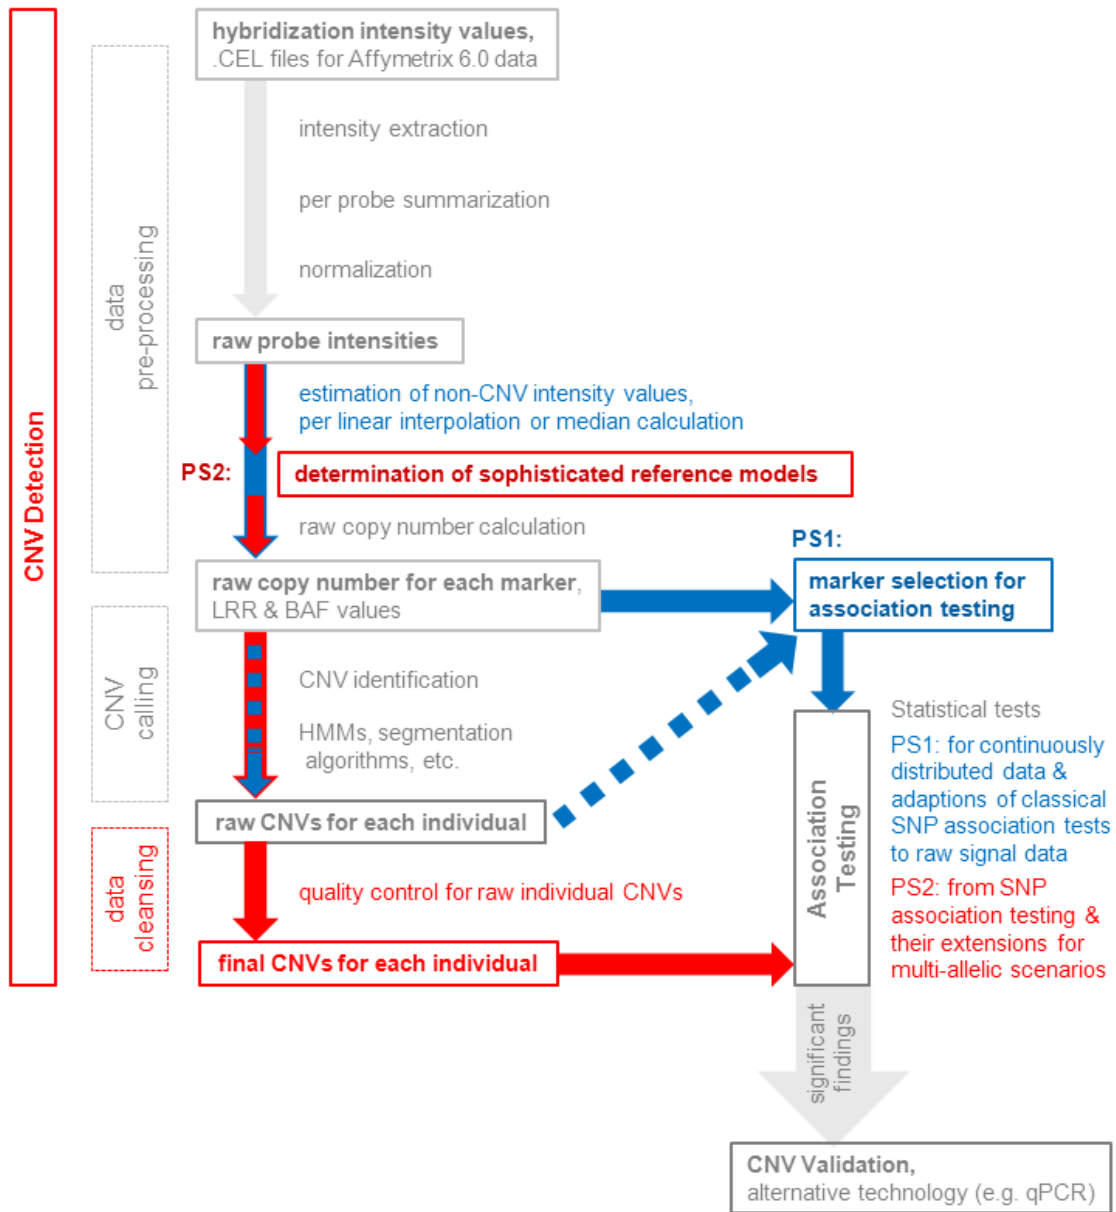 hybridization intensity values,
.CEL files for Affymetrix 6.0 data
intensity extraction
per probe summarization
normalization
data
pre-processing
raw probe intensities
estimation of non-CNV intensity values,
per linear interpolation or median calculation
PS2:
determination of sophisticated reference models
raw copy number calculation
CNV Detection
raw copy number for each marker,
LRR & BAF values
PS1:
marker selection for
association testing
CNV
calling
CNV identification
HMMs, segmentation
algorithms, etc.
raw CNVs for each individual
data
cleansing
quality control for raw individual CNVs
final CNVs for each individual
Association
Testing
Statistical tests
PS1: for continuously
distributed data &
adaptions of classical
SNP association tests
to raw signal data
PS2: from SNP
association testing &
their extensions for
multi-allelic scenarios
significant
findings
CNV Validation,
alternative technology (e.g. qPCR)